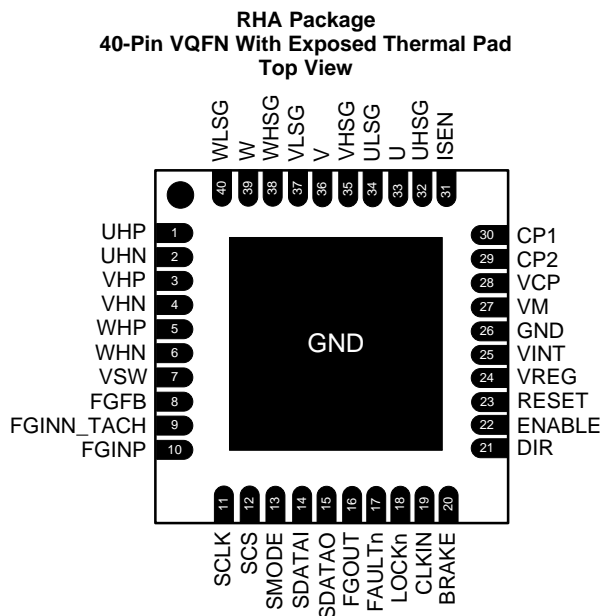 RHA Package
40-Pin VQFN With Exposed Thermal Pad
Top View
WLSG
W
WHSG
VLSG
V
VHSG
ULSG
U
UHSG
ISEN
40
39
38
37
36
35
34
33
32
31
UHP 1
UHN 2
VHP 3
VHN 4
WHP 5
WHN 6
VSW 7
FGFB 8
FGINN_TACH 9
FGINP 10
GND
30 CP1
29 CP2
28 VCP
27 VM
26 GND
25 VINT
24 VREG
23 RESET
22 ENABLE
21 DIR
11
12
13
14
15
16
17
18
19
20
SCLK
SCS
SMODE
SDATAI
SDATAO
FGOUT
FAULTn
LOCKn
CLKIN
BRAKE